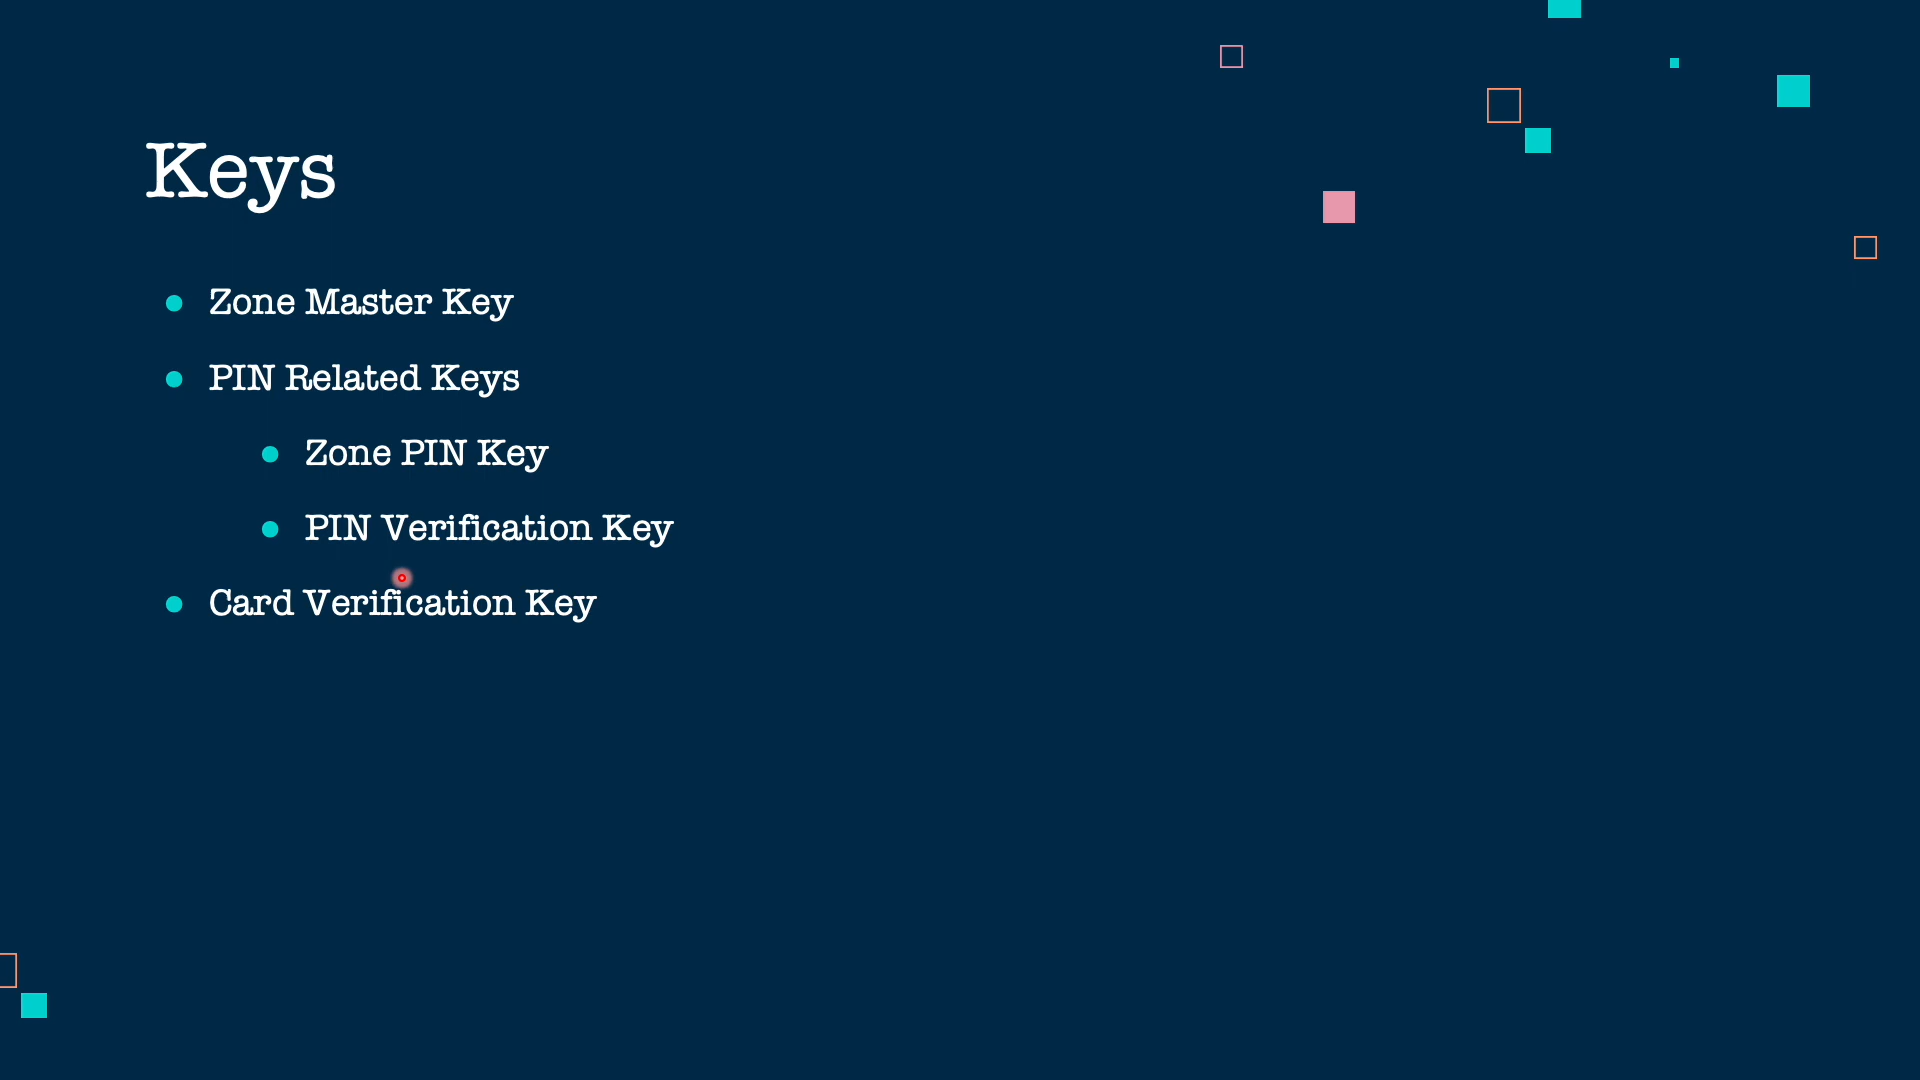 Keys
Zone Master Key
PIN Related Keys
Zone PIN Key
PIN Verification Key
Card Verification Key